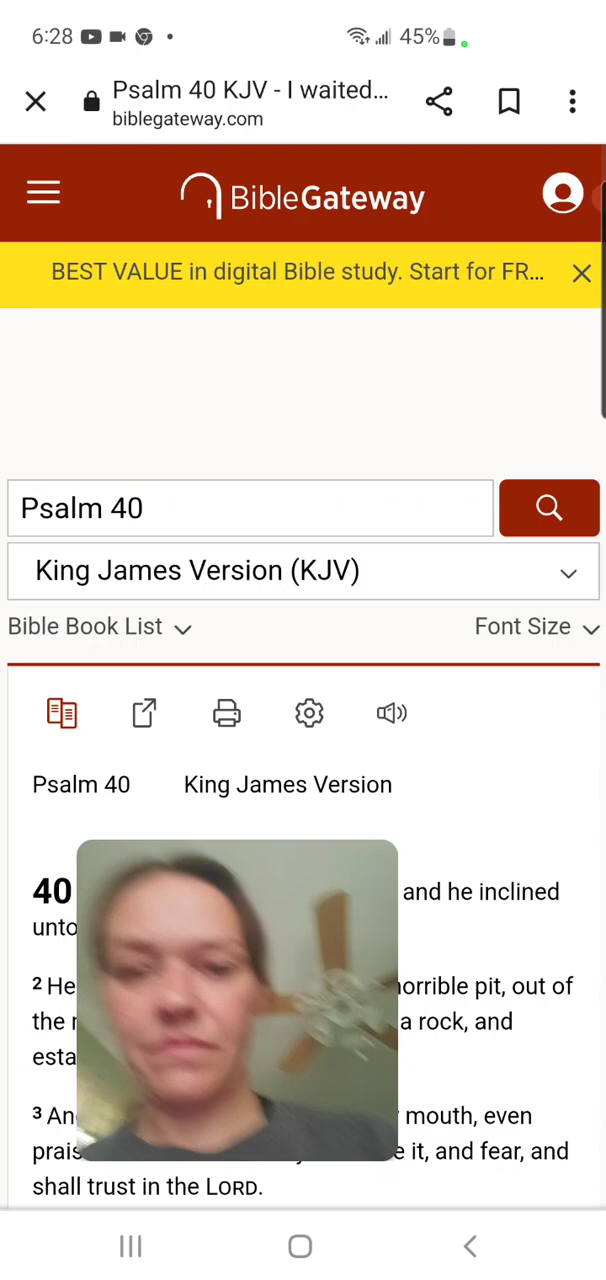 6:28
45%
Psalm 40 KJV - I waited...
biblegateway.com
BibleGateway
BEST VALUE in digital Bible study. Start for FR...
Psalm 40
King James Version (KJV)
Bible Book List
Font Size
Psalm 40 King James Version
40 and he inclined
unto
2 He horrible pit, out of
the a rock, and
esta
3 An mouth, even
prais e it, and fear, and
shall trust in the LORD.